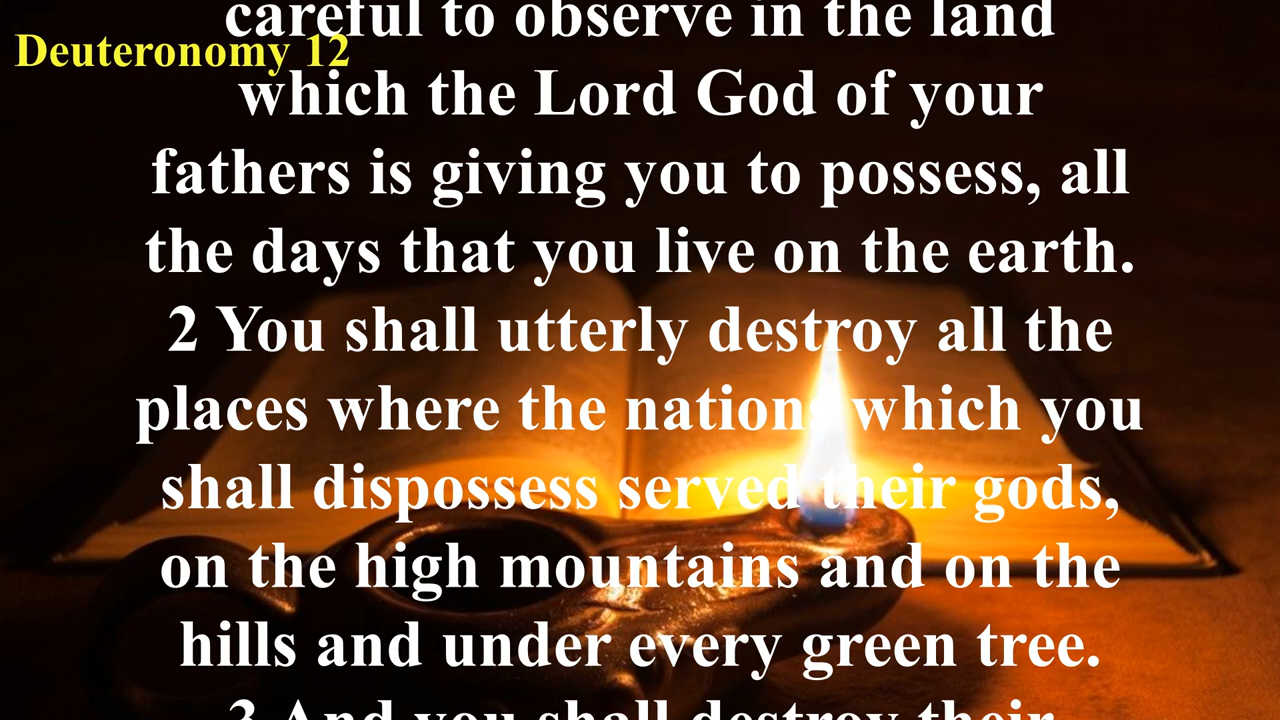 careful to observe in the land
Deuteronomy 12
which the Lord God of your
fathers is giving you to possess, all
the days that you live on the earth.
2 You shall utterly destroy all the
places where the nations which you
shall dispossess served their gods,
on the high mountains and on the
hills and under every green tree.
3 And you shall destroy their